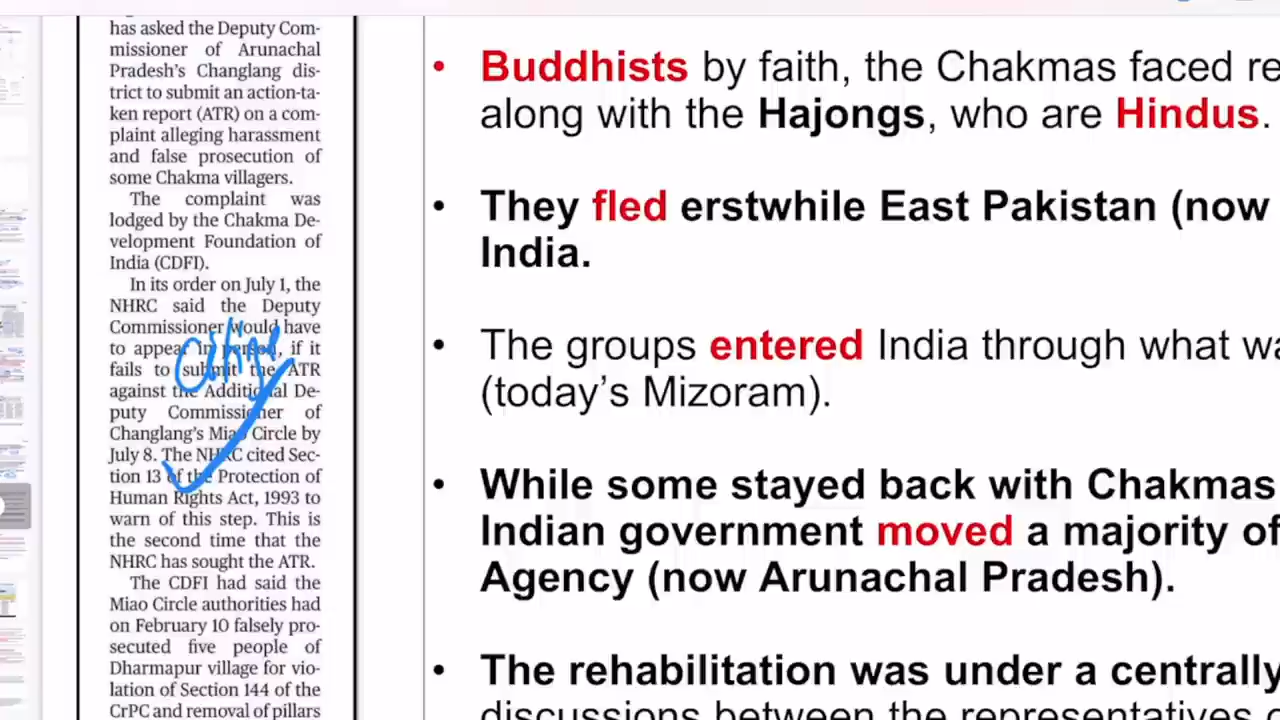 has asked the Deputy Com-
missioner of Arunachal
Pradesh's Changlang dis-
trict to submit an action-ta-
ken report (ATR) on a com-
plaint alleging harassment
and false prosecution of
some Chakma villagers.
The complaint was
lodged by the Chakma De-
velopment Foundation of
India (CDFI).
In its order on July 1, the
NHRC said the Deputy
Commissioner would have
to appear in person, if it
fails to submit the ATR
against the Additional De-
puty Commissioner of
Changlang's Miao Circle by
July 8. The NHRC cited Sec-
tion 13 of the Protection of
Human Rights Act, 1993 to
warn of this step. This is
the second time that the
NHRC has sought the ATR.
The CDFI had said the
Miao Circle authorities had
on February 10 falsely pro-
secuted five people of
Dharmapur village for vio-
lation of Section 144 of the
CrPC and removal of pillars
• Buddhists by faith, the Chakmas faced re
along with the Hajongs, who are Hindus.
• They fled erstwhile East Pakistan (now
India.
• The groups entered India through what wa
(today's Mizoram).
• While some stayed back with Chakmas
Indian government moved a majority of
Agency (now Arunachal Pradesh).
• The rehabilitation was under a centrally
discussions between the representatives